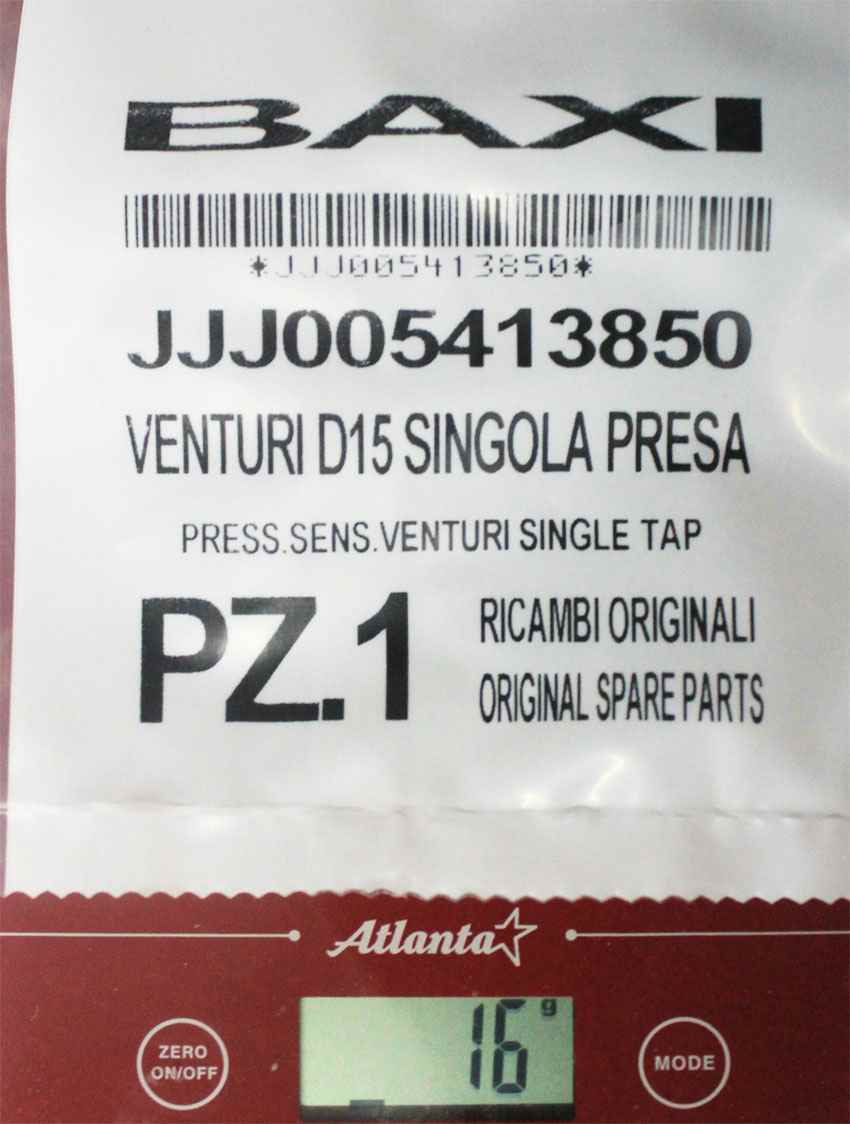 BAXI
*JJJ005413850*
JJJ005413850
VENTURI D15 SINGOLA PRESA
PRESS.SENS.VENTURI SINGLE TAP
PZ.1
RICAMBI ORIGINALI
ORIGINAL SPARE PARTS
Atlanta
ZERO
ON/OFF
16 g
MODE